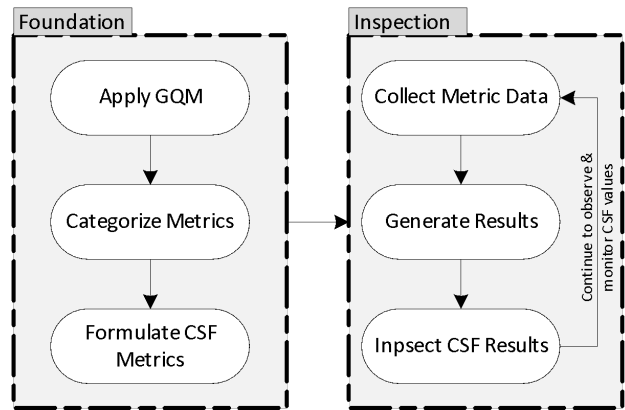 Foundation
Apply GQM
Categorize Metrics
Formulate CSF
Metrics
Inspection
Collect Metric Data
Generate Results
Inpsect CSF Results
Continue to observe &
monitor CSF values